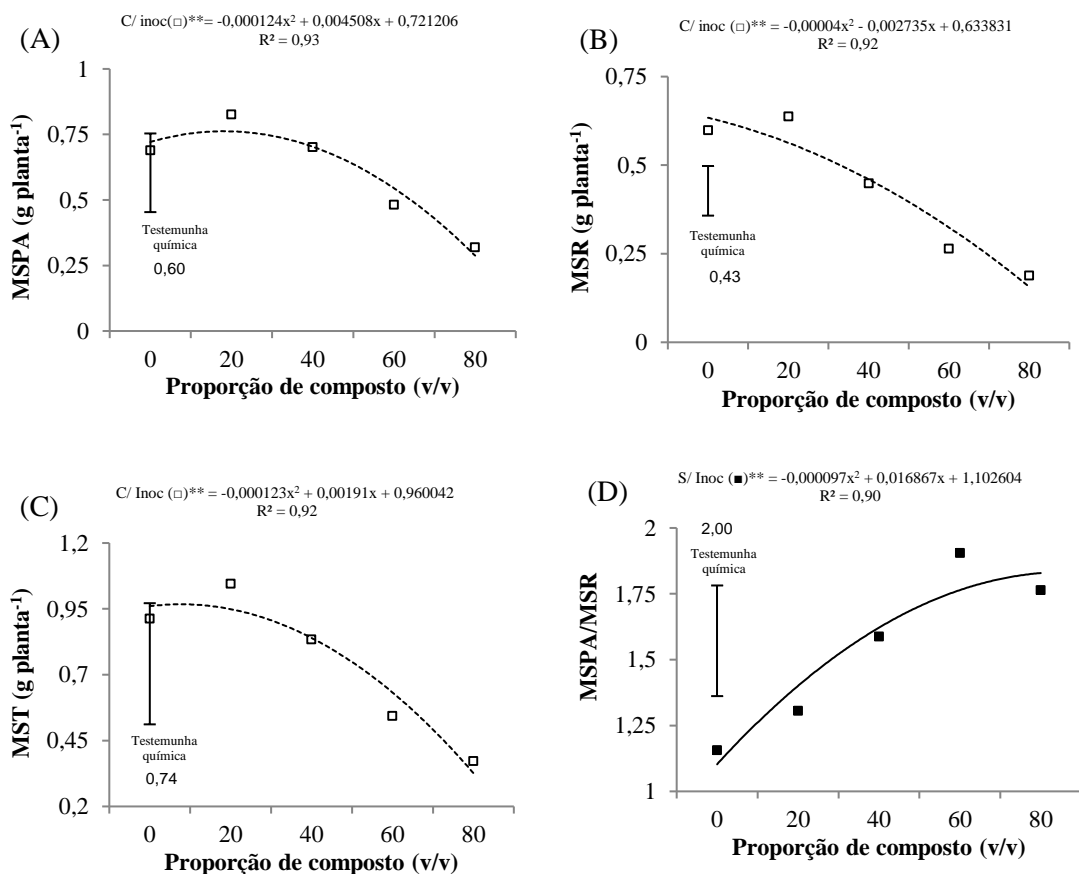 (A)
C/ inoc(□)**= -0,000124x² + 0,004508x + 0,721206
R² = 0,93
MSPA (g planta⁻¹)
1
0,75
0,5
0,25
0
Testemunha
química
0,60
0 20 40 60 80
Proporção de composto (v/v)
(B)
C/ inoc (□)** = -0,00004x² - 0,002735x + 0,633831
R² = 0,92
MSR (g planta⁻¹)
0,75
0,5
0,25
0
Testemunha
química
0,43
0 20 40 60 80
Proporção de composto (v/v)
(C)
C/ Inoc (□)** = -0,000123x² + 0,00191x + 0,960042
R² = 0,92
MST (g planta⁻¹)
1,2
0,95
0,7
0,45
0,2
Testemunha
química
0,74
0 20 40 60 80
Proporção de composto (v/v)
(D)
S/ Inoc (■)** = -0,000097x² + 0,016867x + 1,102604
R² = 0,90
MSPA/MSR
2
1,75
1,5
1,25
1
2,00
Testemunha
química
0 20 40 60 80
Proporção de composto (v/v)